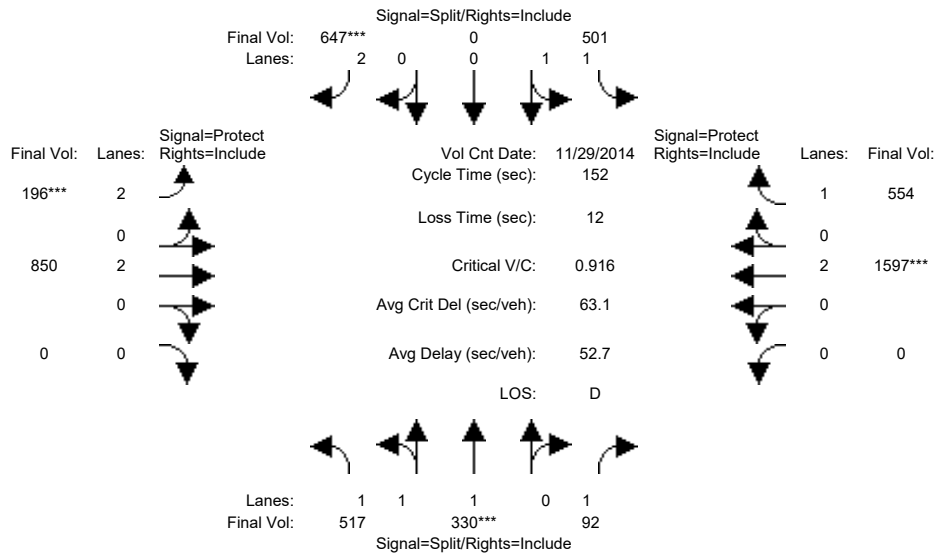 Signal=Split/Rights=Include
Final Vol: 647*** 0 501
Lanes: 2 0 0 1 1
Signal=Protect Signal=Protect
Final Vol: Lanes: Rights=Include Vol Cnt Date: 11/29/2014 Rights=Include Lanes: Final Vol:
Cycle Time (sec): 152
196*** 2 1 554
Loss Time (sec): 12
0 0
850 2 Critical V/C: 0.916 2 1597***
0 Avg Crit Del (sec/veh): 63.1 0
0 0 Avg Delay (sec/veh): 52.7 0 0
LOS: D
Lanes: 1 1 1 0 1
Final Vol: 517 330*** 92
Signal=Split/Rights=Include